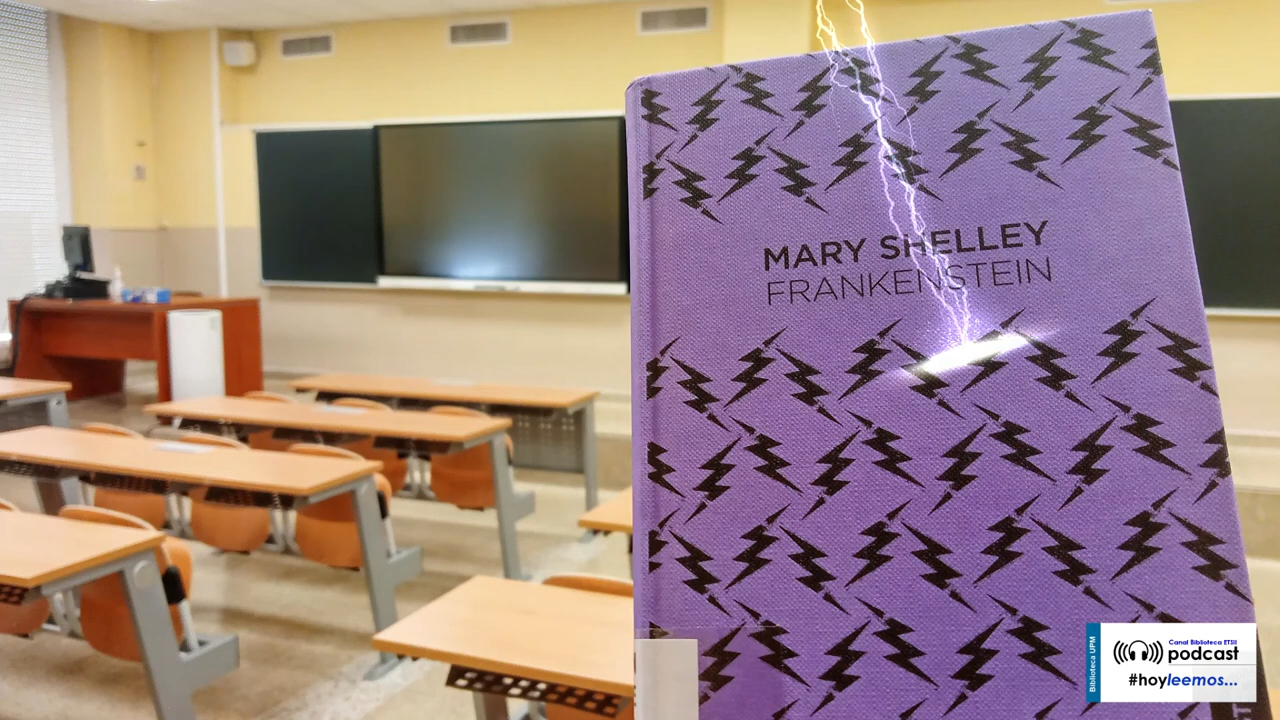 MARY SHELLEY
FRANKENSTEIN
Biblioteca UPM
Canal Biblioteca ETSII
podcast
#hoyleemos...